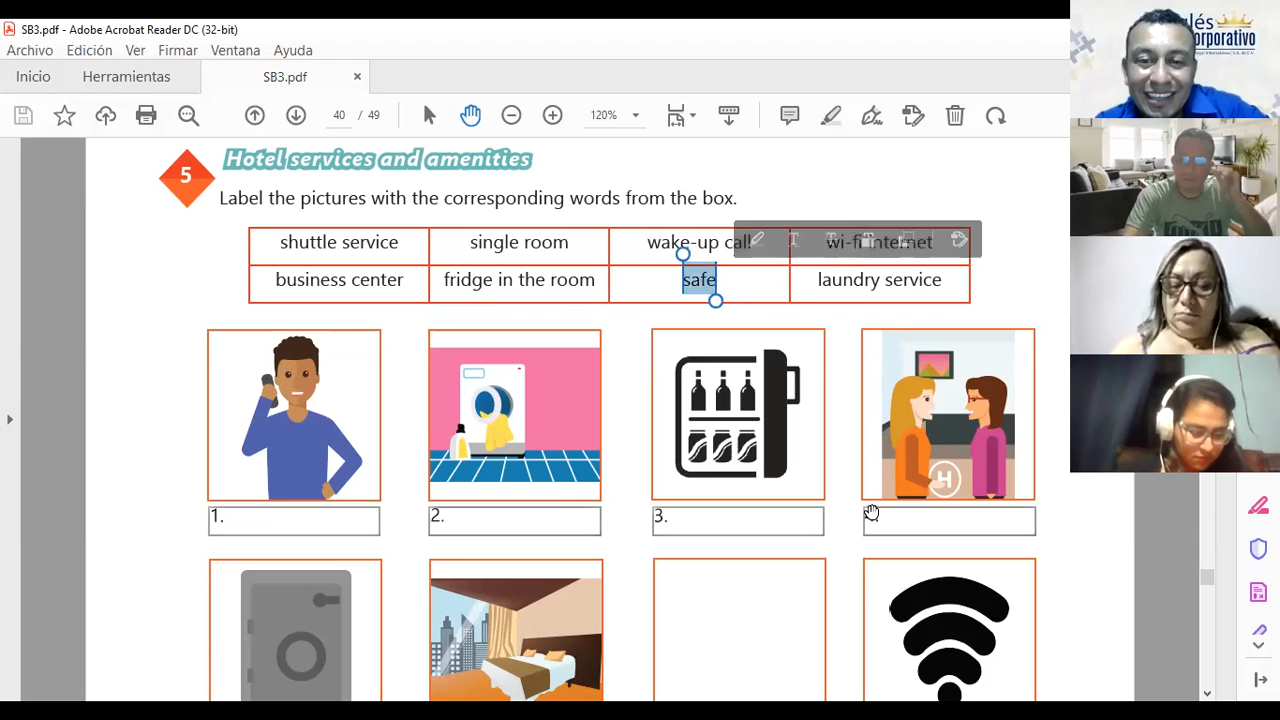 SB3.pdf - Adobe Acrobat Reader DC (32-bit)
Archivo Edición Ver Firmar Ventana Ayuda
Inicio Herramientas SB3.pdf ×
40 / 49 120%
5 Hotel services and amenities
Label the pictures with the corresponding words from the box.
shuttle service single room wake-up call wi-fi internet
business center fridge in the room safe laundry service
1. 2. 3.